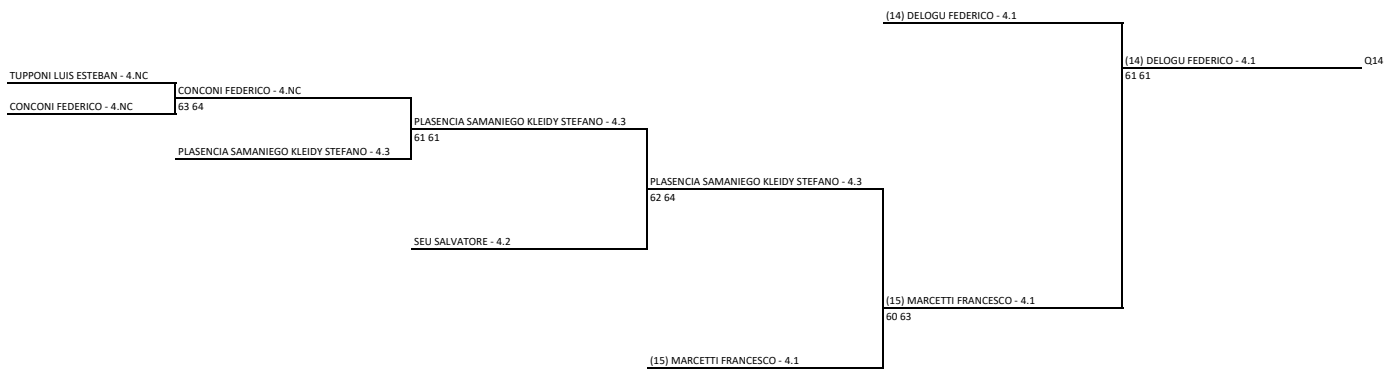 (14) DELOGU FEDERICO - 4.1
(14) DELOGU FEDERICO - 4.1
Q14
61 61
TUPPONI LUIS ESTEBAN - 4.NC
CONCONI FEDERICO - 4.NC
CONCONI FEDERICO - 4.NC
63 64
PLASENCIA SAMANIEGO KLEIDY STEFANO - 4.3
61 61
PLASENCIA SAMANIEGO KLEIDY STEFANO - 4.3
PLASENCIA SAMANIEGO KLEIDY STEFANO - 4.3
62 64
SEU SALVATORE - 4.2
(15) MARCETTI FRANCESCO - 4.1
60 63
(15) MARCETTI FRANCESCO - 4.1